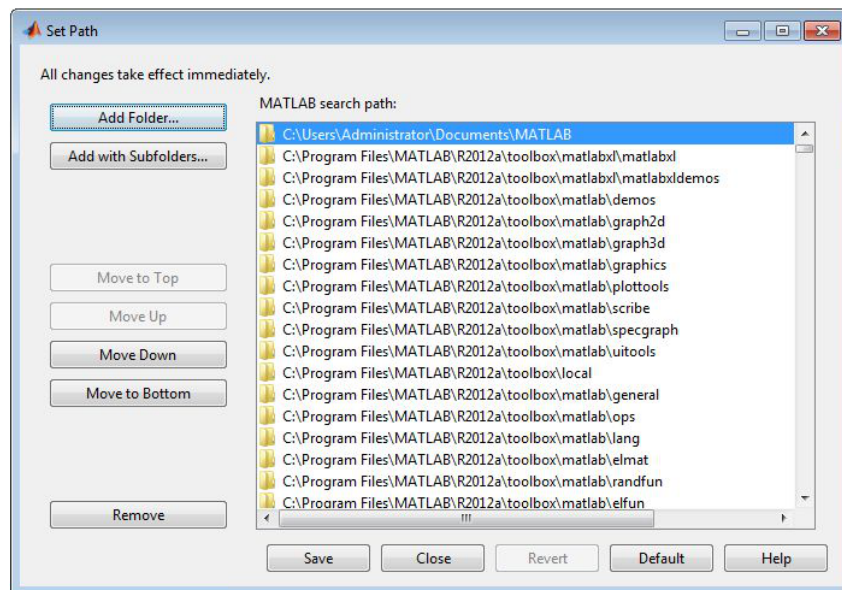 Set Path
All changes take effect immediately.
Add Folder...
Add with Subfolders...
Move to Top
Move Up
Move Down
Move to Bottom
Remove
MATLAB search path:
C:\Users\Administrator\Documents\MATLAB
C:\Program Files\MATLAB\R2012a\toolbox\matlabxl\matlabxl
C:\Program Files\MATLAB\R2012a\toolbox\matlabxl\matlabxldemos
C:\Program Files\MATLAB\R2012a\toolbox\matlab\demos
C:\Program Files\MATLAB\R2012a\toolbox\matlab\graph2d
C:\Program Files\MATLAB\R2012a\toolbox\matlab\graph3d
C:\Program Files\MATLAB\R2012a\toolbox\matlab\graphics
C:\Program Files\MATLAB\R2012a\toolbox\matlab\plottools
C:\Program Files\MATLAB\R2012a\toolbox\matlab\scribe
C:\Program Files\MATLAB\R2012a\toolbox\matlab\specgraph
C:\Program Files\MATLAB\R2012a\toolbox\matlab\uitools
C:\Program Files\MATLAB\R2012a\toolbox\local
C:\Program Files\MATLAB\R2012a\toolbox\matlab\general
C:\Program Files\MATLAB\R2012a\toolbox\matlab\ops
C:\Program Files\MATLAB\R2012a\toolbox\matlab\lang
C:\Program Files\MATLAB\R2012a\toolbox\matlab\elmat
C:\Program Files\MATLAB\R2012a\toolbox\matlab\randfun
C:\Program Files\MATLAB\R2012a\toolbox\matlab\elfun
Save
Close
Revert
Default
Help